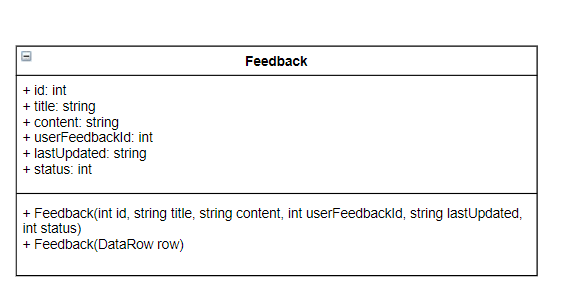 Feedback
+ id: int
+ title: string
+ content: string
+ userFeedbackId: int
+ lastUpdated: string
+ status: int
+ Feedback(int id, string title, string content, int userFeedbackId, string lastUpdated,
int status)
+ Feedback(DataRow row)